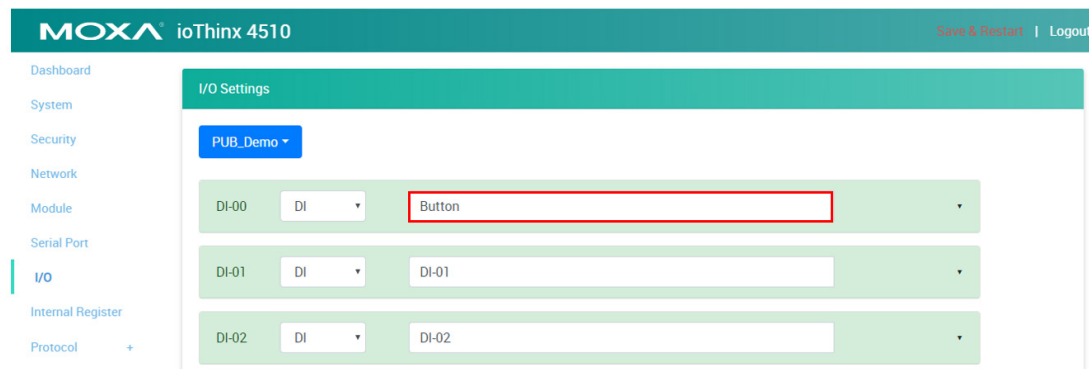 MOXA® ioThinx 4510
Save & Restart | Logout
Dashboard
System
Security
Network
Module
Serial Port
I/O
Internal Register
Protocol +
I/O Settings
PUB_Demo
DI-00 DI Button
DI-01 DI DI-01
DI-02 DI DI-02